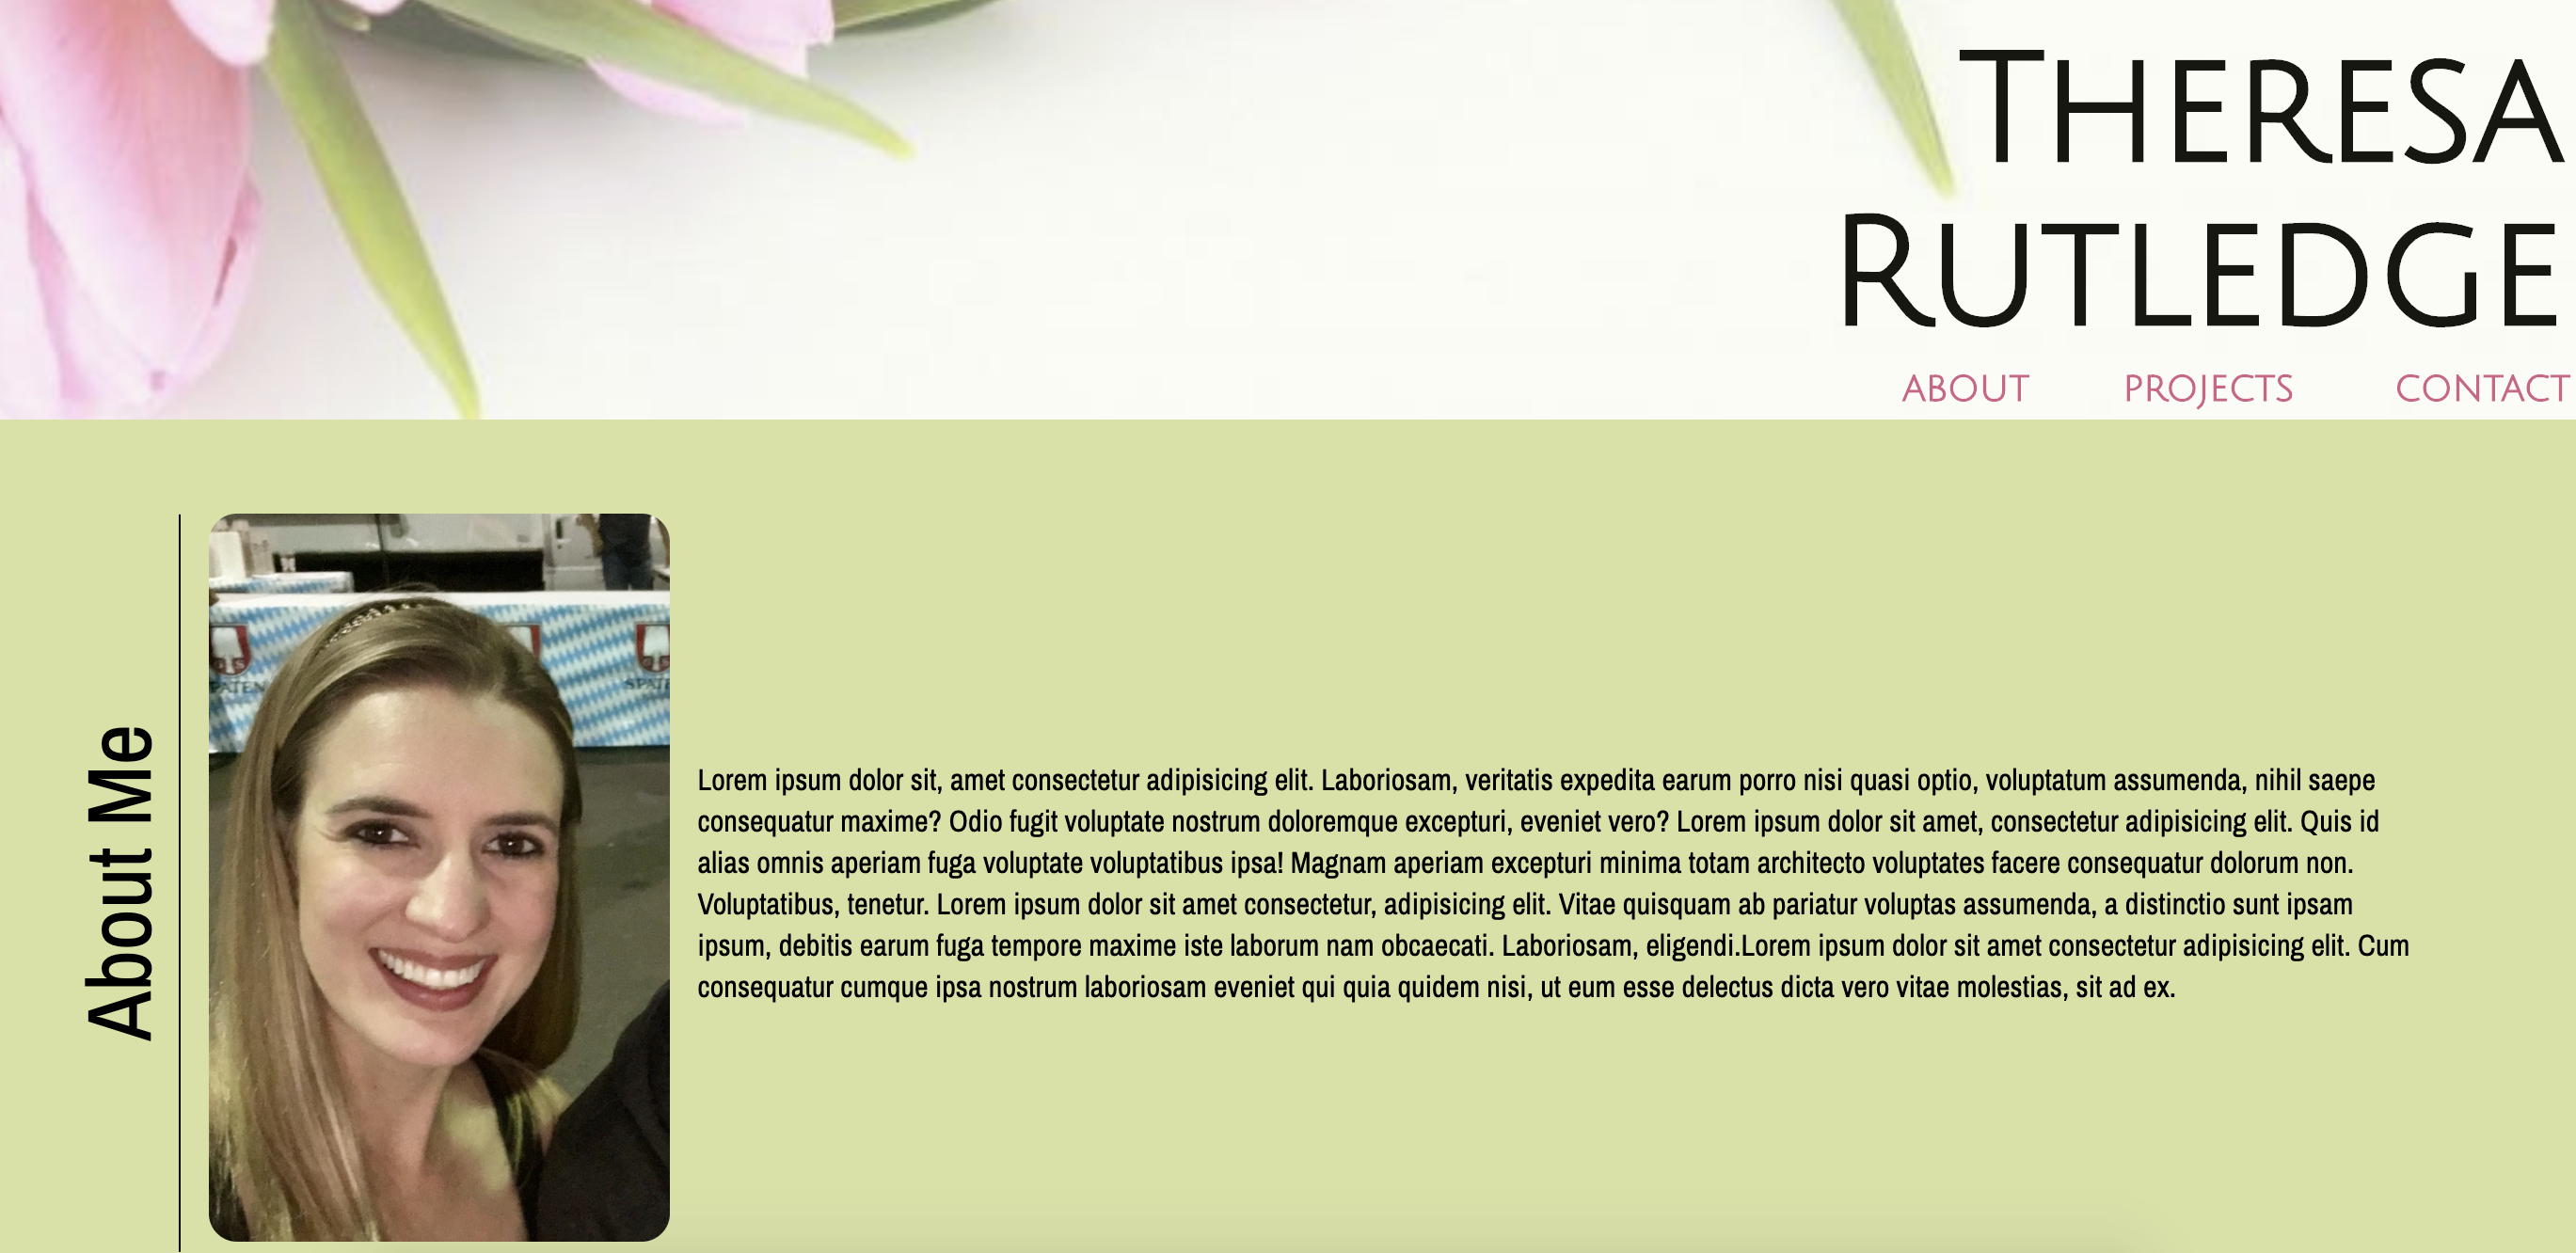 THERESA
RUTLEDGE
ABOUT PROJECTS CONTACT
About Me
SPATEN
Lorem ipsum dolor sit, amet consectetur adipisicing elit. Laboriosam, veritatis expedita earum porro nisi quasi optio, voluptatum assumenda, nihil saepe
consequatur maxime? Odio fugit voluptate nostrum doloremque excepturi, eveniet vero? Lorem ipsum dolor sit amet, consectetur adipisicing elit. Quis id
alias omnis aperiam fuga voluptate voluptatibus ipsa! Magnam aperiam excepturi minima totam architecto voluptates facere consequatur dolorum non.
Voluptatibus, tenetur. Lorem ipsum dolor sit amet consectetur, adipisicing elit. Vitae quisquam ab pariatur voluptas assumenda, a distinctio sunt ipsam
ipsum, debitis earum fuga tempore maxime iste laborum nam obcaecati. Laboriosam, eligendi.Lorem ipsum dolor sit amet consectetur adipisicing elit. Cum
consequatur cumque ipsa nostrum laboriosam eveniet qui quia quidem nisi, ut eum esse delectus dicta vero vitae molestias, sit ad ex.